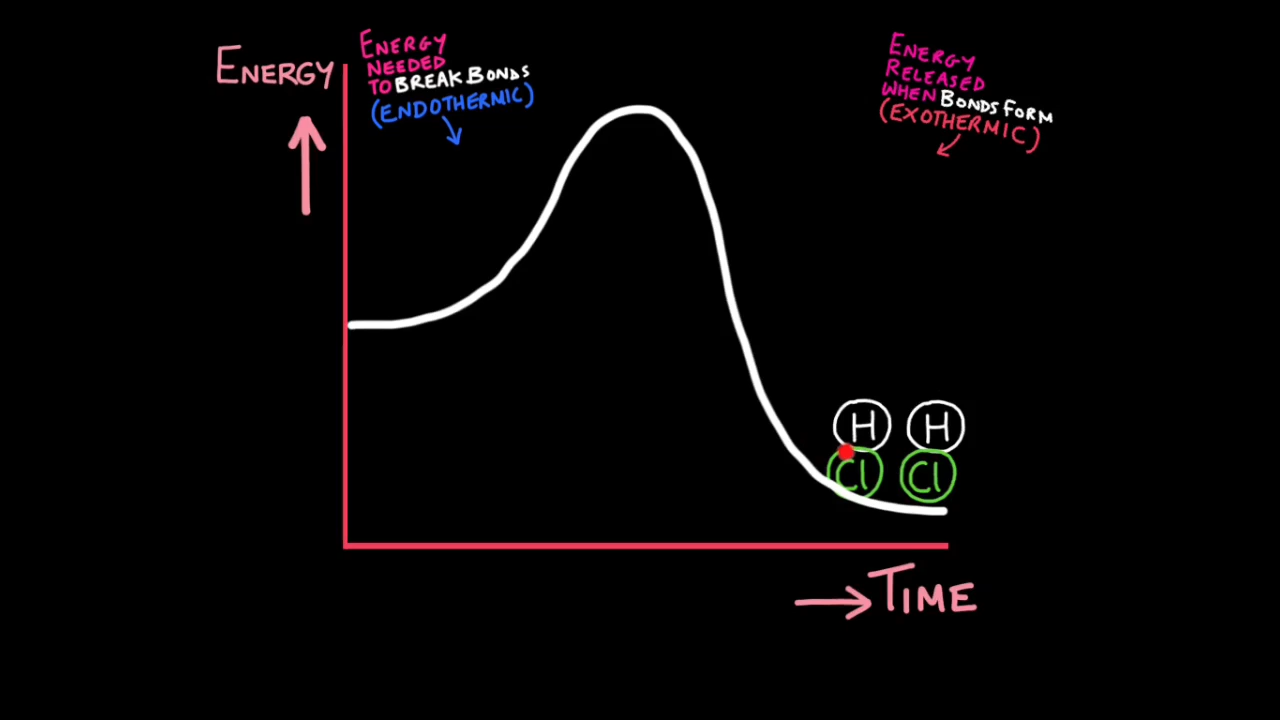 ENERGY
ENERGY
NEEDED
TO BREAK BONDS
(ENDOTHERMIC)
ENERGY
RELEASED
WHEN BONDS FORM
(EXOTHERMIC)
H H
Cl Cl
TIME